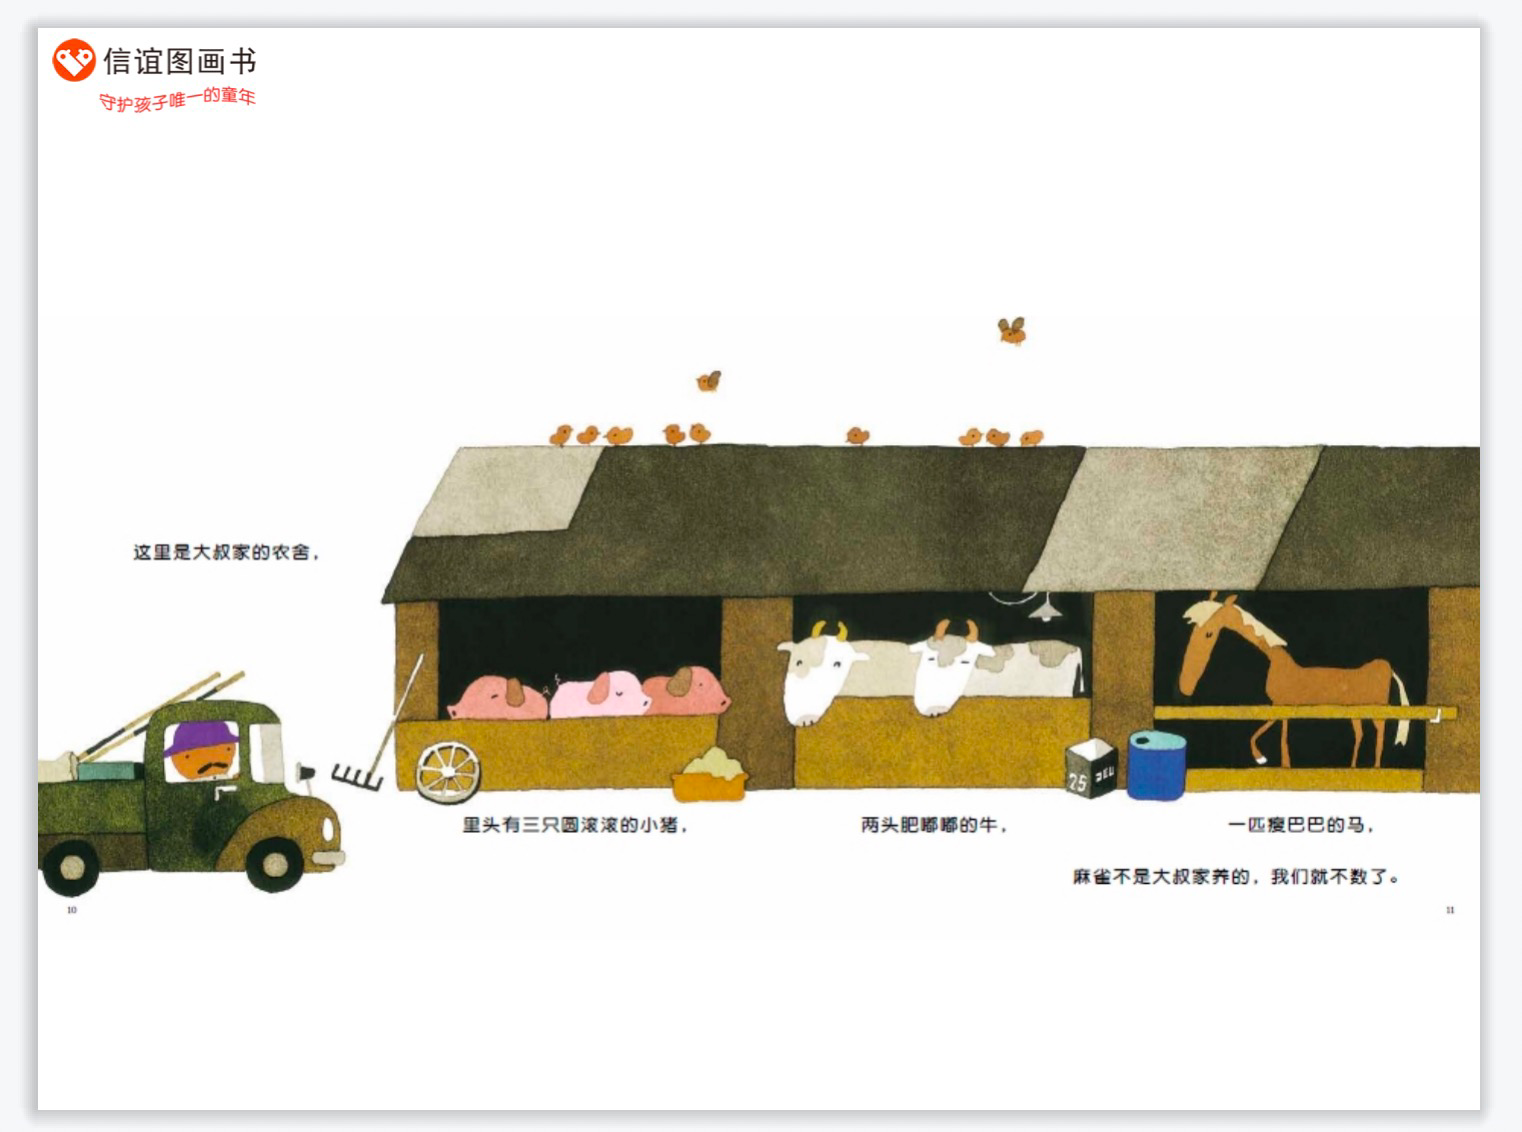 信谊图画书
守护孩子唯一的童年
这里是大叔家的农舍，
里头有三只圆滚滚的小猪，
两头肥嘟嘟的牛，
一匹瘦巴巴的马，
麻雀不是大叔家养的，我们就不数了。
25
10
11